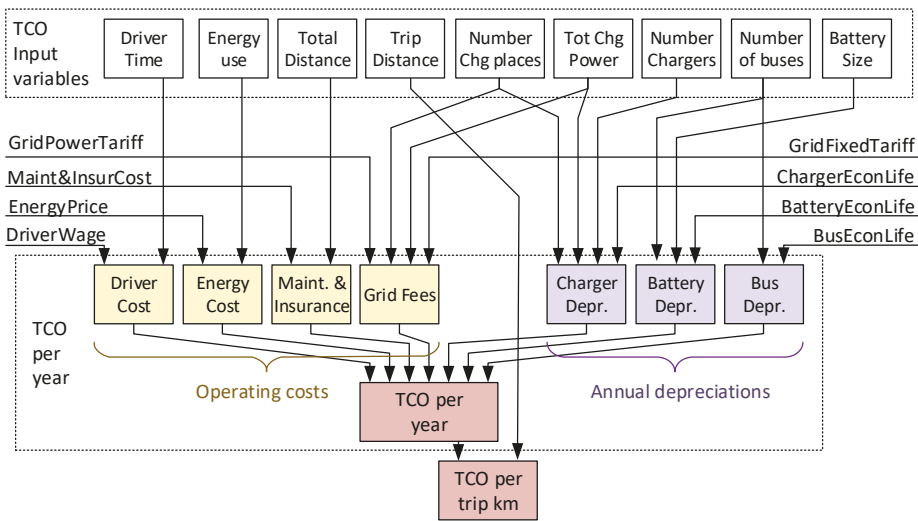 TCO
Input
variables
Driver
Time
Energy
use
Total
Distance
Trip
Distance
Number
Chg places
Tot Chg
Power
Number
Chargers
Number
of buses
Battery
Size
GridPowerTariff
GridFixedTariff
Maint&InsurCost
ChargerEconLife
EnergyPrice
BatteryEconLife
DriverWage
BusEconLife
TCO
per
year
Driver
Cost
Energy
Cost
Maint. &
Insurance
Grid Fees
Charger
Depr.
Battery
Depr.
Bus
Depr.
Operating costs
Annual depreciations
TCO per
year
TCO per
trip km